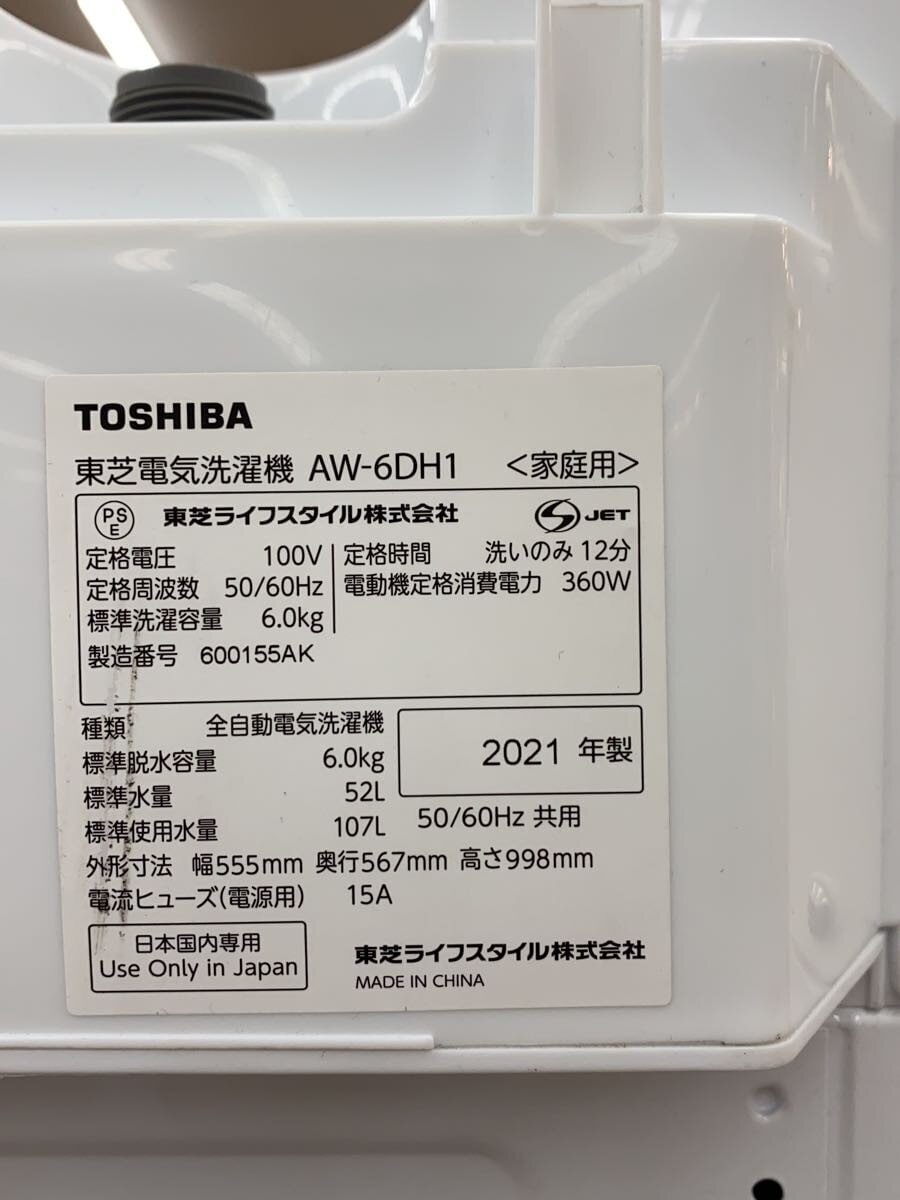 TOSHIBA
東芝電気洗濯機 AW-6DH1 <家庭用>
PS E 東芝ライフスタイル株式会社 S JET
定格電圧 100V 定格時間 洗いのみ 12分
定格周波数 50/60Hz 電動機定格消費電力 360W
標準洗濯容量 6.0kg
製造番号 600155AK
種類 全自動電気洗濯機
標準脱水容量 6.0kg 2021 年製
標準水量 52L
標準使用水量 107L 50/60Hz 共用
外形寸法 幅555mm 奥行567mm 高さ998mm
電流ヒューズ(電源用) 15A
日本国内専用
Use Only in Japan
東芝ライフスタイル株式会社
MADE IN CHINA